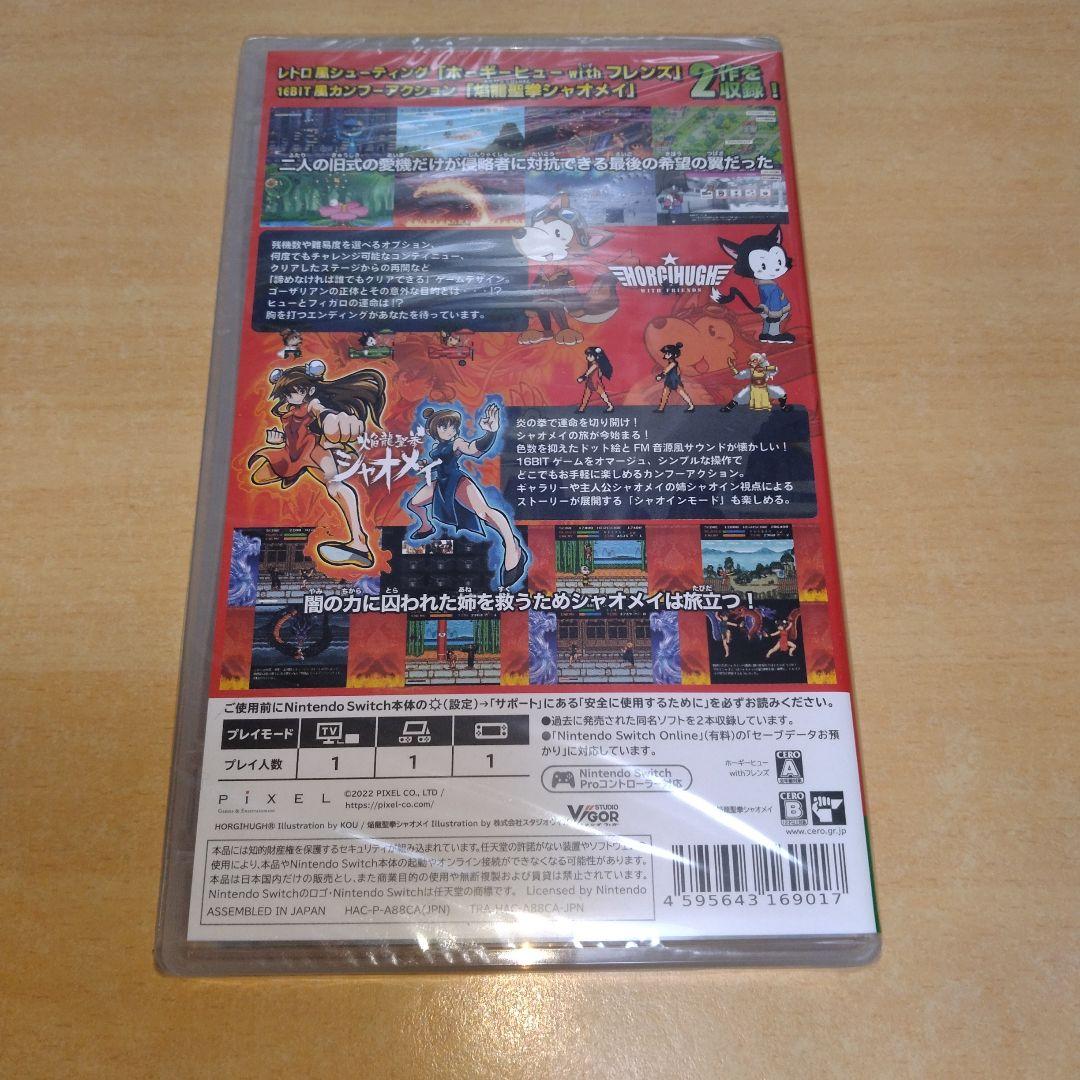 レトロ風シューティング「ホーギーヒュー with フレンズ」
16BIT風カンフーアクション「焔龍聖拳シャオメイ」
2作を収録！
二人の旧式の愛機だけが侵略者に対抗できる最後の希望の翼だった
残機数や難易度を選べるオプション、
何度でもチャレンジ可能なコンティニュー、
クリアしたステージからの再開など
「諦めなければ誰でもクリアできる」ゲームデザイン。
ゴーザリアンの正体とその意外な目的とは・・・!?
ヒューとフィガロの運命は!?
胸を打つエンディングがあなたを待っています。
HORGIHUGH
WITH FRIENDS
焔龍聖拳
シャオメイ
炎の拳で運命を切り開け！
シャオメイの旅が今始まる！
色数を抑えたドット絵とFM音源風サウンドが懐かしい！
16BITゲームをオマージュ、シンプルな操作で
どこでもお手軽に楽しめるカンフーアクション。
ギャラリーや主人公シャオメイの姉シャオイン視点による
ストーリーが展開する「シャオインモード」も楽しめる。
闇の力に囚われた姉を救うためシャオメイは旅立つ！
ご使用前にNintendo Switch本体の(設定)→「サポート」にある「安全に使用するために」を必ずお読みください。
プレイモード TV
プレイ人数 1 1 1
●過去に発売された同名ソフトを2本収録しています。
●「Nintendo Switch Online」(有料)の「セーブデータお預
かり」に対応しています。
Nintendo Switch
Proコントローラー対応
ホーギーヒュー
withフレンズ
CERO
A
焔龍聖拳シャオメイ
CERO
B
www.cero.gr.jp
PIXEL
Games & Entertainment
©2022 PIXEL CO., LTD /
https://pixel-co.com/
STUDIO
VIGOR
HORGIHUGH® Illustration by KOU / 焔龍聖拳シャオメイ Illustration by 株式会社スタジオヴィ
本品には知的財産権を保護するセキュリティが組み込まれています。任天堂の許諾がない装置やソフトウェ
使用により、本品やNintendo Switch本体の起動やオンライン接続ができなくなる可能性があります。
本品は日本国内だけの販売とし、また商業目的の使用や無断複製および賃貸は禁止します。
Nintendo Switchのロゴ・Nintendo Switchは任天堂の商標です。 Licensed by Nintendo
ASSEMBLED IN JAPAN HAC-P-A88CA(JPN) TRA-HAC-A88CA-JPN
4 595643 169017